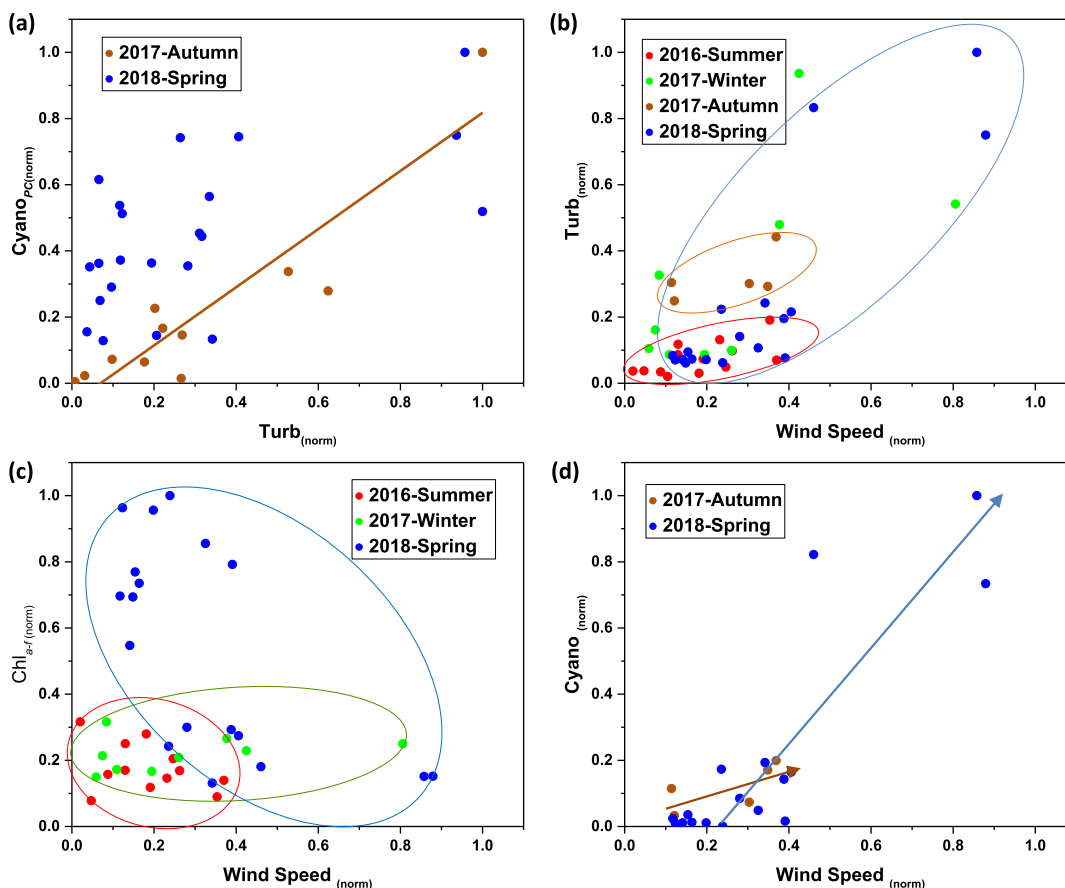 (a)
2017-Autumn
2018-Spring
CyanoPC(norm)
1.0
0.8
0.6
0.4
0.2
0.0
0.0 0.2 0.4 0.6 0.8 1.0
Turb(norm)
(b)
2016-Summer
2017-Winter
2017-Autumn
2018-Spring
Turb(norm)
1.0
0.8
0.6
0.4
0.2
0.0
0.0 0.2 0.4 0.6 0.8 1.0
Wind Speed (norm)
(c)
2016-Summer
2017-Winter
2018-Spring
Chla-f (norm)
1.0
0.8
0.6
0.4
0.2
0.0
0.0 0.2 0.4 0.6 0.8 1.0
Wind Speed (norm)
(d)
2017-Autumn
2018-Spring
Cyano (norm)
1.0
0.8
0.6
0.4
0.2
0.0
0.0 0.2 0.4 0.6 0.8 1.0
Wind Speed (norm)